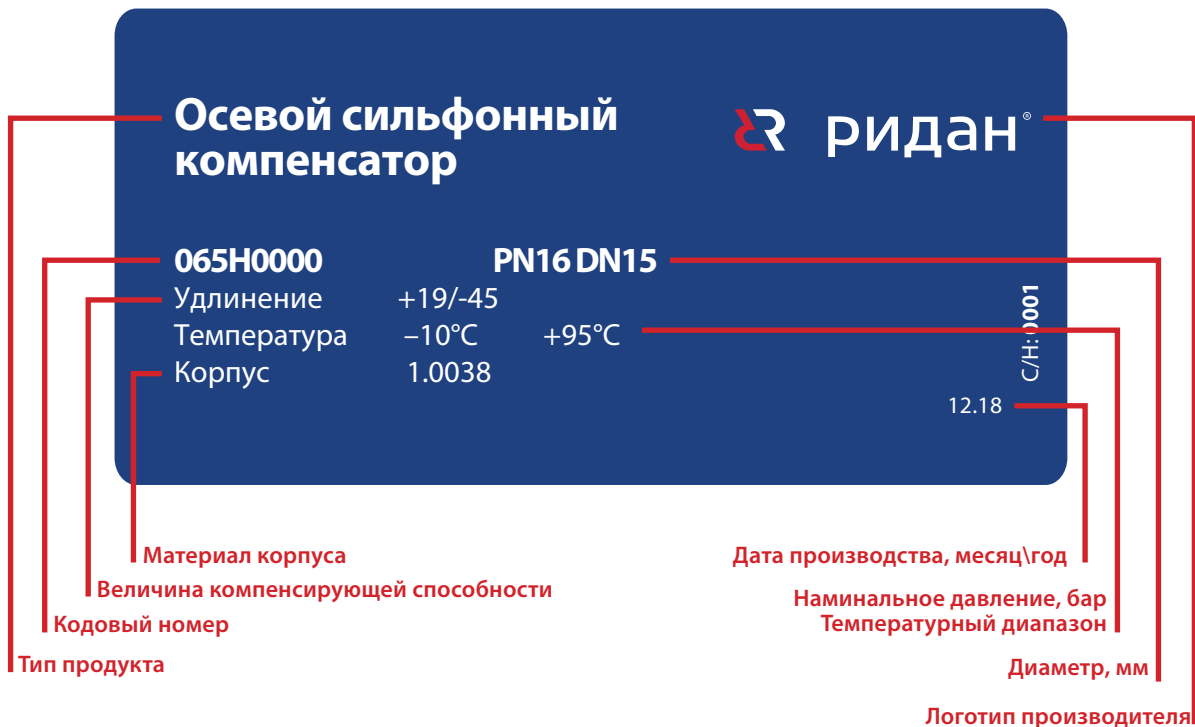 Осевой сильфонный
компенсатор
ридан®
065H0000 PN16 DN15
Удлинение +19/-45
Температура –10°C +95°C
Корпус 1.0038
С/Н: 0001
12.18
Материал корпуса
Величина компенсирующей способности
Кодовый номер
Тип продукта
Дата производства, месяц\год
Наминальное давление, бар
Температурный диапазон
Диаметр, мм
Логотип производителя